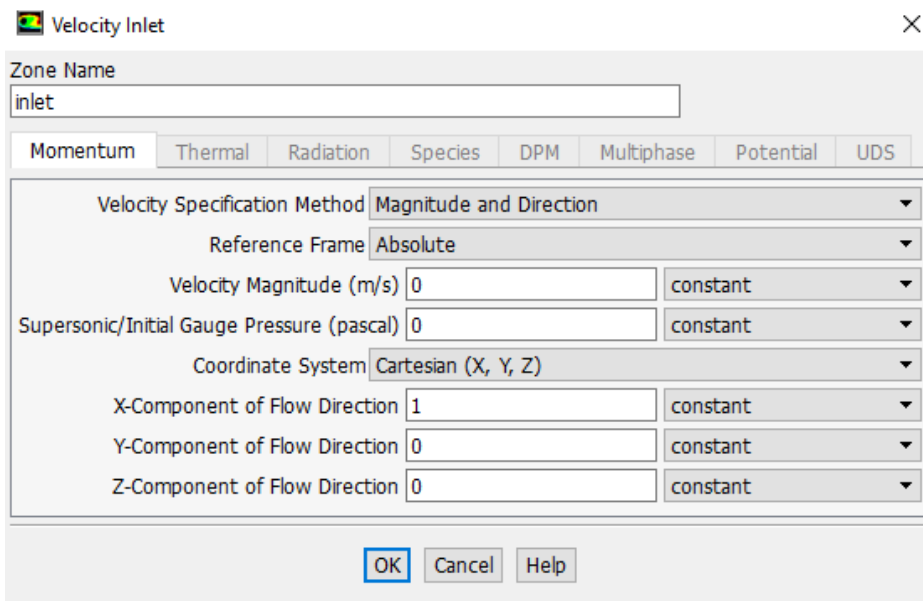 Velocity Inlet
Zone Name
inlet
Momentum Thermal Radiation Species DPM Multiphase Potential UDS
Velocity Specification Method Magnitude and Direction
Reference Frame Absolute
Velocity Magnitude (m/s) 0 constant
Supersonic/Initial Gauge Pressure (pascal) 0 constant
Coordinate System Cartesian (X, Y, Z)
X-Component of Flow Direction 1 constant
Y-Component of Flow Direction 0 constant
Z-Component of Flow Direction 0 constant
OK Cancel Help